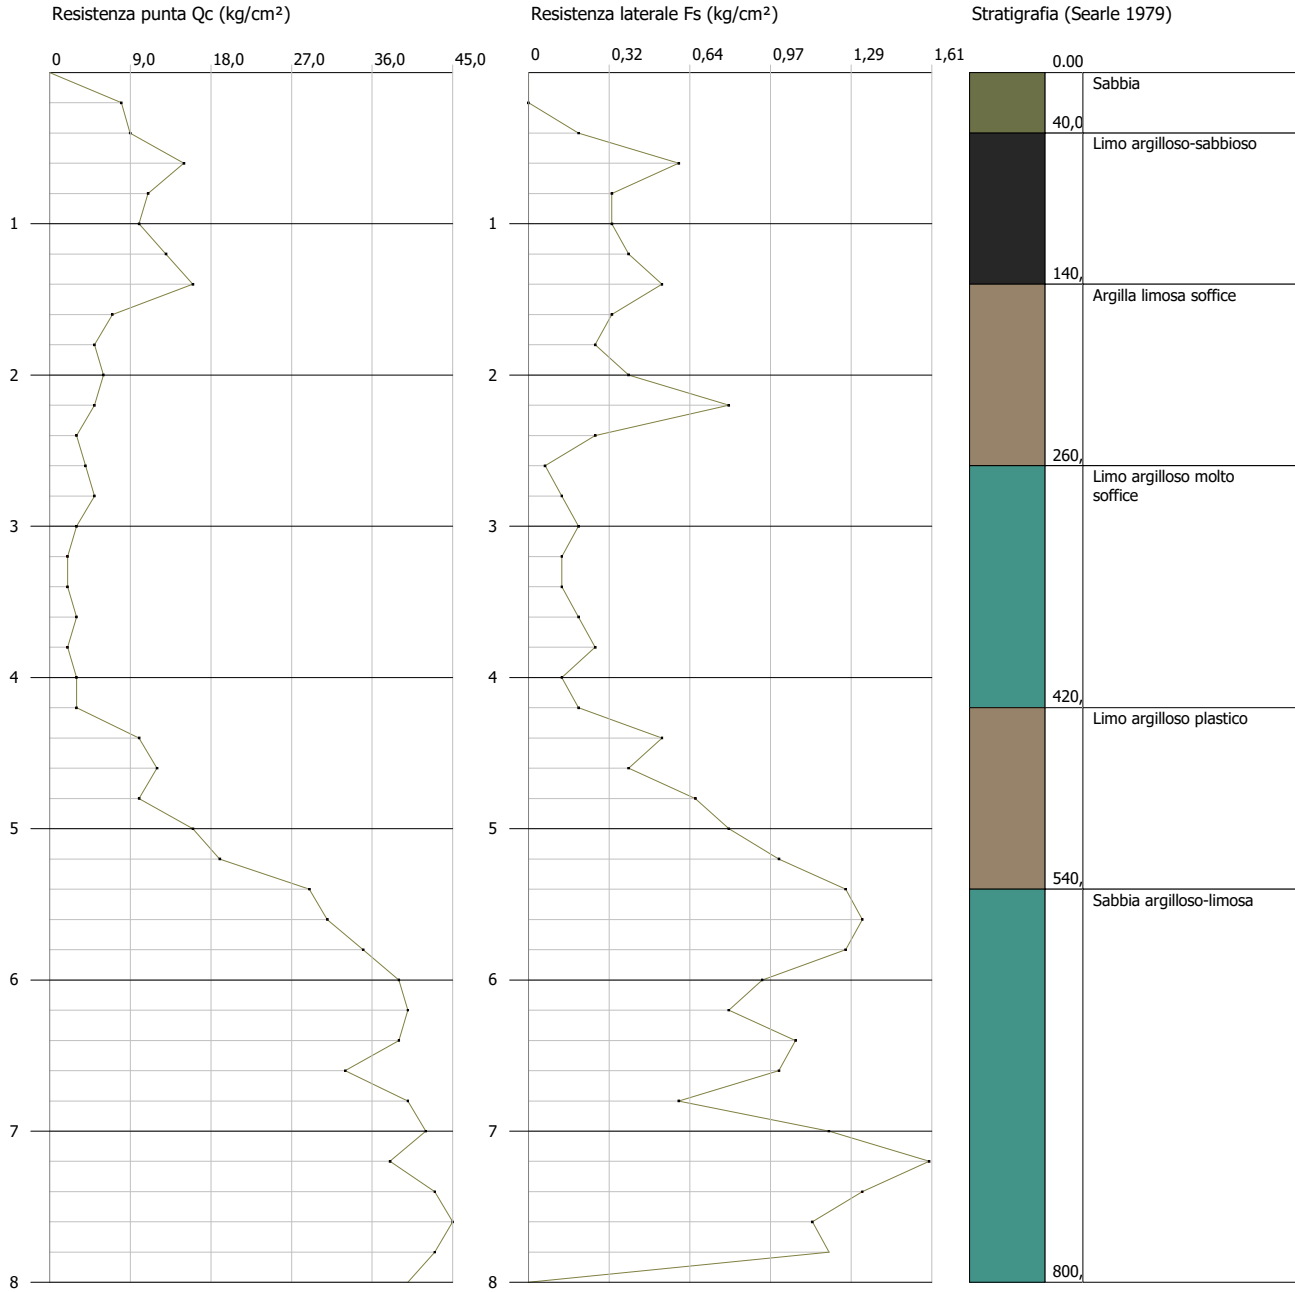 Resistenza punta Qc (kg/cm²)
Resistenza laterale Fs (kg/cm²)
Stratigrafia (Searle 1979)
0 9,0 18,0 27,0 36,0 45,0
0 0,32 0,64 0,97 1,29 1,61
0.00
Sabbia
40,0
Limo argilloso-sabbioso
1 1
140,
Argilla limosa soffice
2 2
260,
Limo argilloso molto
soffice
3 3
4 4
420,
Limo argilloso plastico
5 5
540,
Sabbia argilloso-limosa
6 6
7 7
800,
8 8